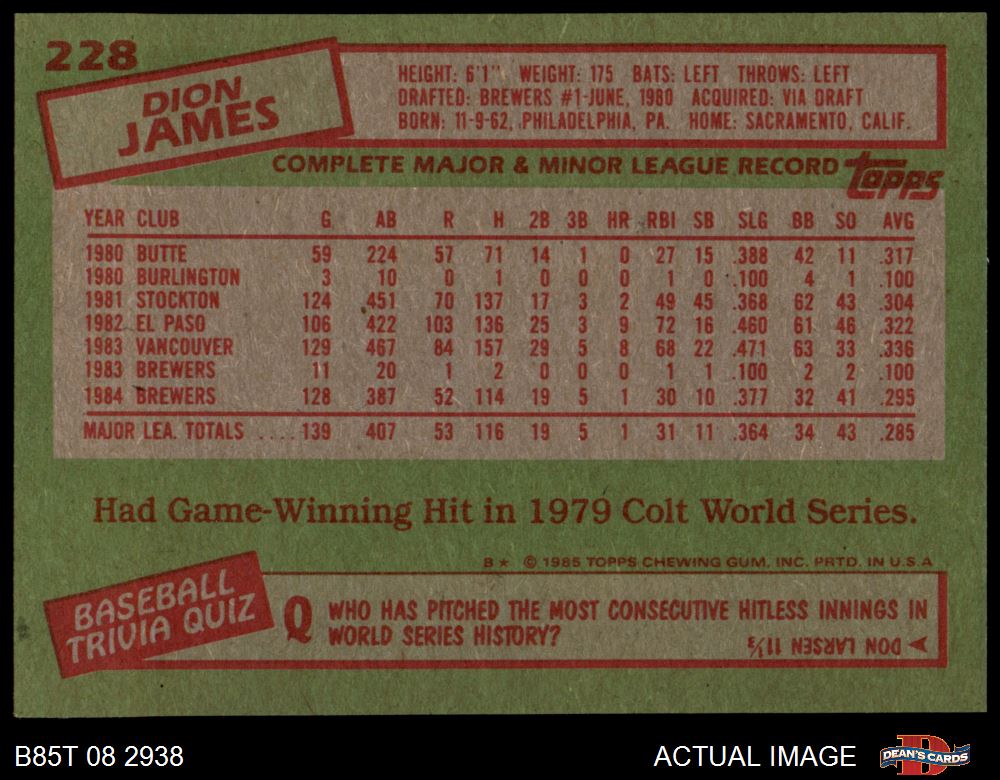 228
DION
JAMES
HEIGHT: 6'1" WEIGHT: 175 BATS: LEFT THROWS: LEFT
DRAFTED: BREWERS #1-JUNE, 1980 ACQUIRED: VIA DRAFT
BORN: 11-9-62, PHILADELPHIA, PA. HOME: SACRAMENTO, CALIF.
COMPLETE MAJOR & MINOR LEAGUE RECORD topps
YEAR CLUB G AB R H 2B 3B HR RBI SB SLG BB SO AVG
1980 BUTTE 59 224 57 71 14 1 0 27 15 .388 42 11 .317
1980 BURLINGTON 3 10 0 1 0 0 0 1 0 .100 4 1 .100
1981 STOCKTON 124 451 70 137 17 3 2 49 45 .368 62 43 .304
1982 EL PASO 106 422 103 136 25 3 9 72 16 .460 61 46 .322
1983 VANCOUVER 129 467 84 157 29 5 8 68 22 .471 63 33 .336
1983 BREWERS 11 20 1 2 0 0 0 1 1 .100 2 2 .100
1984 BREWERS 128 387 52 114 19 5 1 30 10 .377 32 41 .295
MAJOR LEA. TOTALS .... 139 407 53 116 19 5 1 31 11 .364 34 43 .285
Had Game-Winning Hit in 1979 Colt World Series.
B★ © 1985 TOPPS CHEWING GUM, INC. PRTD. IN U.S.A
BASEBALL
TRIVIA QUIZ
Q WHO HAS PITCHED THE MOST CONSECUTIVE HITLESS INNINGS IN
WORLD SERIES HISTORY?
DON LARSEN 11⅓
B85T 08 2938
ACTUAL IMAGE
D
DEAN'S CARDS